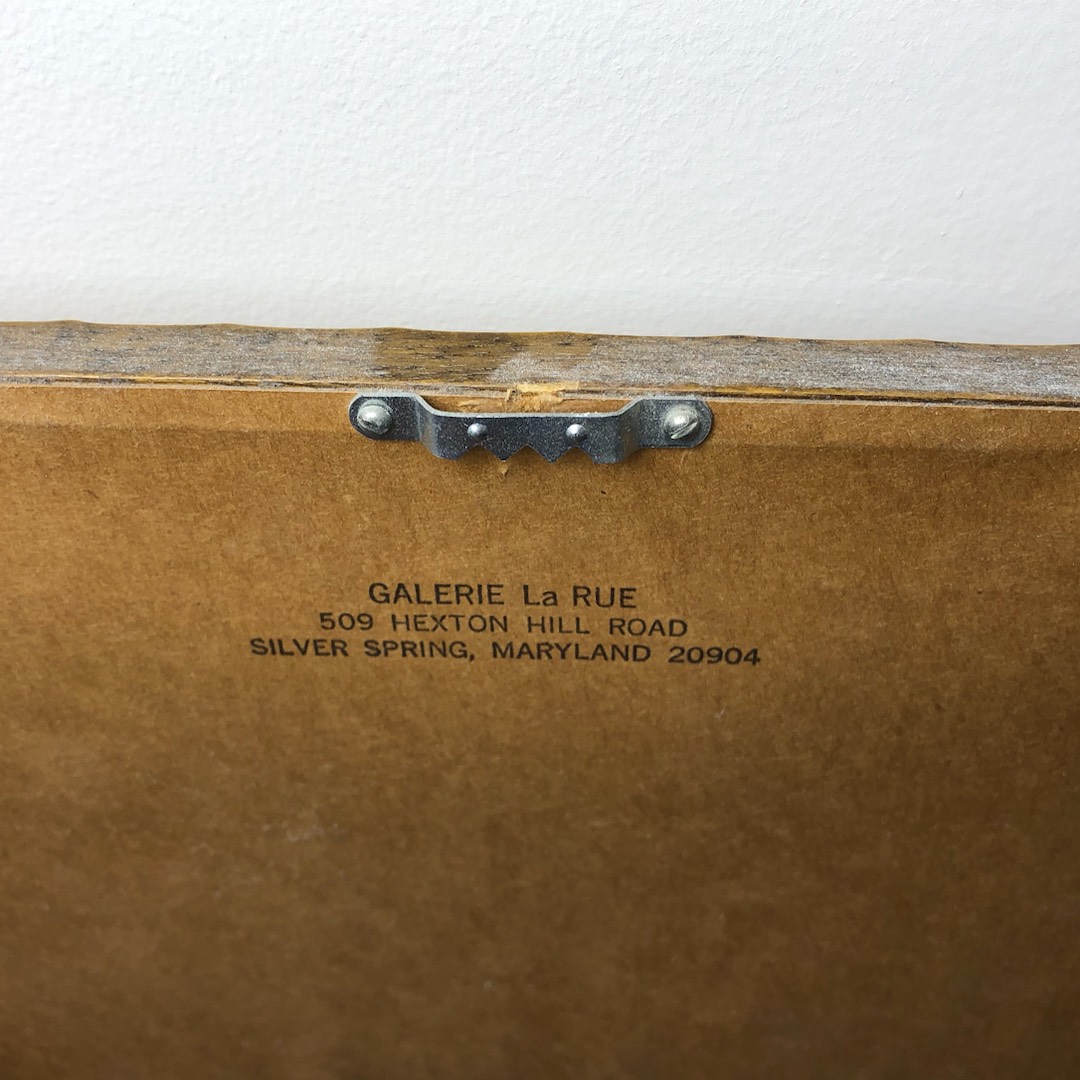 GALERIE La RUE
509 HEXTON HILL ROAD
SILVER SPRING, MARYLAND 20904